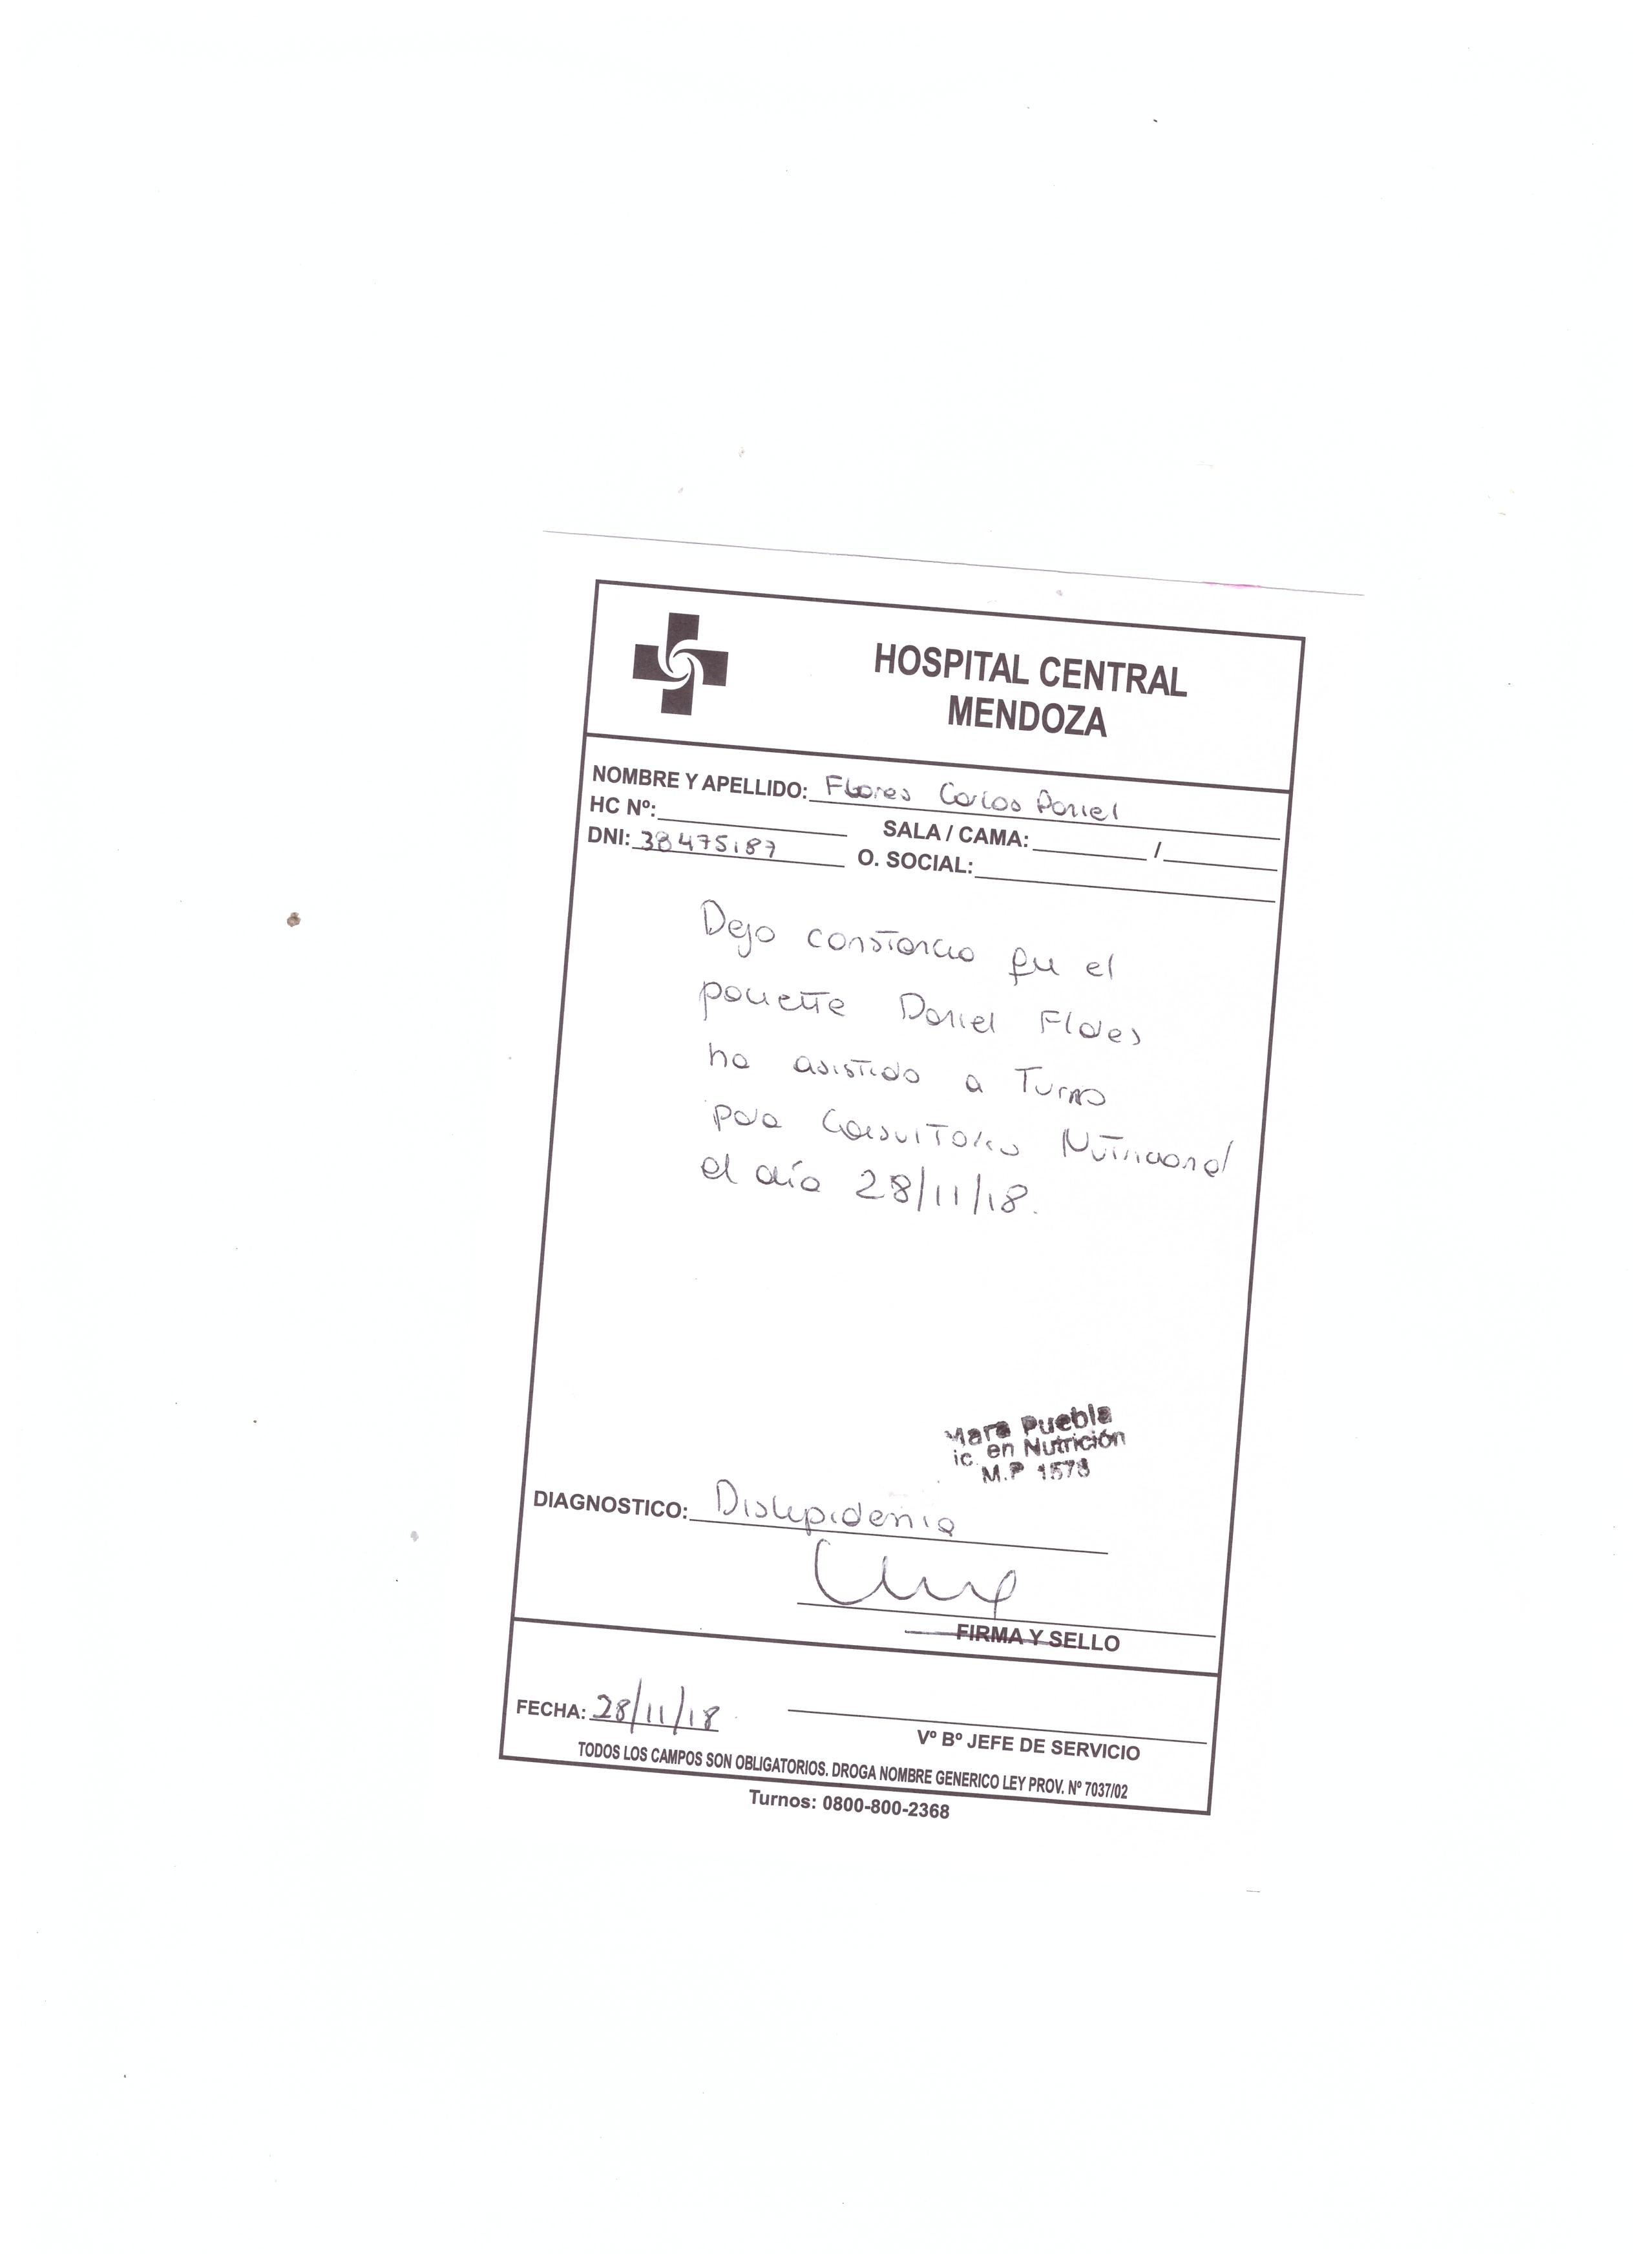 HOSPITAL CENTRAL
MENDOZA
NOMBRE Y APELLIDO: Flores Carlos Daniel
HC Nº: SALA / CAMA: /
DNI: 38475187 O. SOCIAL:
Dejo constancia que el
paciente Daniel Flores
ha asistido a Turno
para Consultorio Nutricional
el día 28/11/18.
Mara Puebla
ic. en Nutrición
M.P 1578
DIAGNOSTICO: Dislipidemia
FIRMA Y SELLO
FECHA: 28/11/18
Vº Bº JEFE DE SERVICIO
TODOS LOS CAMPOS SON OBLIGATORIOS. DROGA NOMBRE GENERICO LEY PROV. Nº 7037/02
Turnos: 0800-800-2368